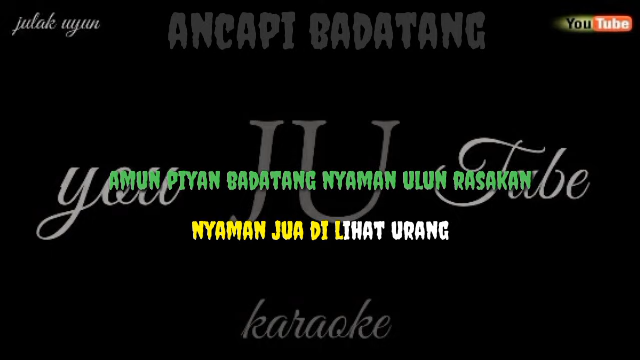 julak uyun
ANCAPI BADATANG
YouTube
you JU Tube
AMUN PIYAN BADATANG NYAMAN ULUN RASAKAN
NYAMAN JUA DI LIHAT URANG
karaoke